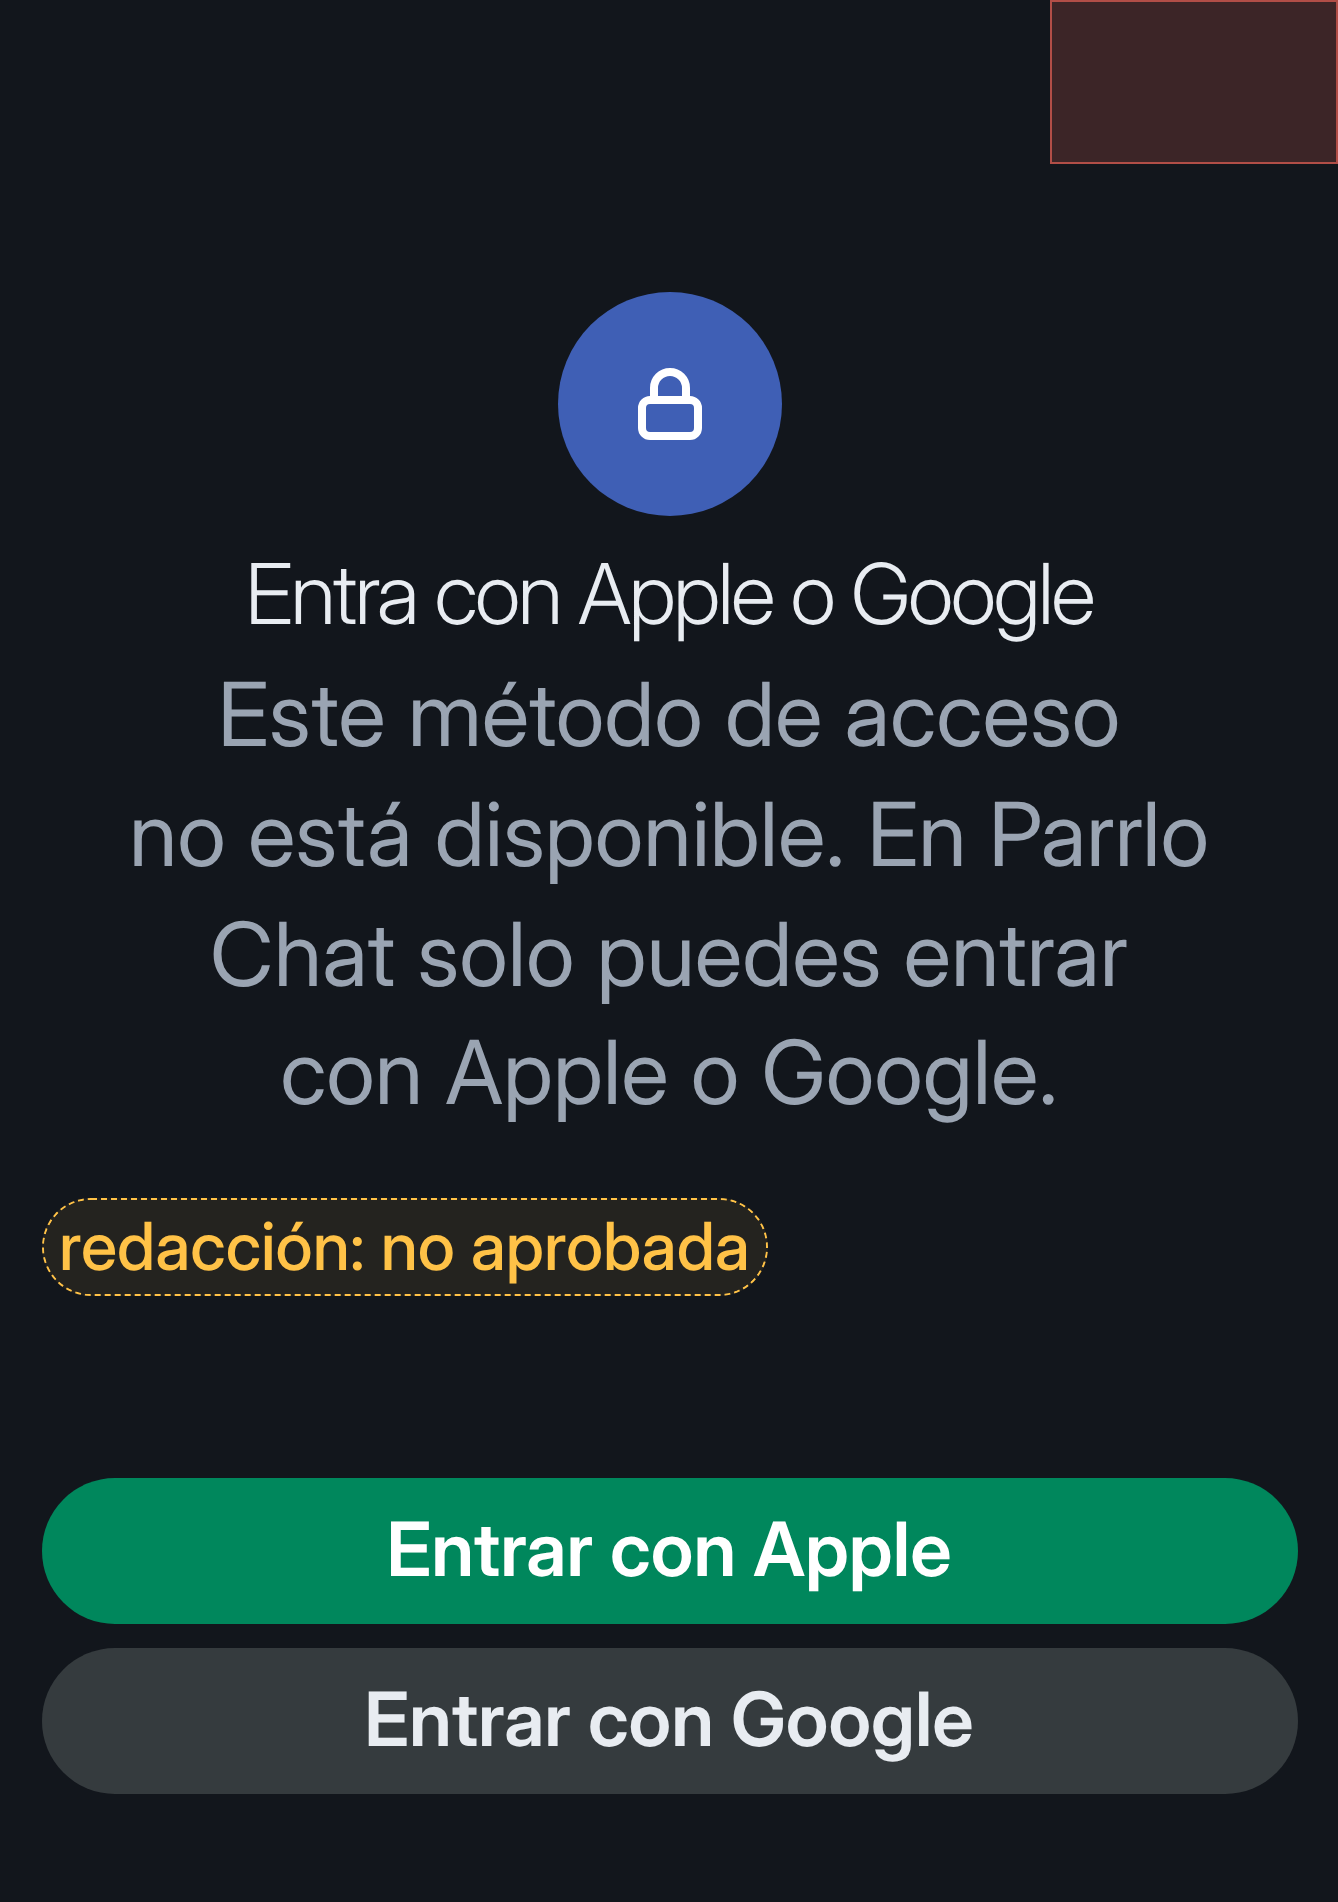 Entra con Apple o Google
Este método de acceso
no está disponible. En Parrlo
Chat solo puedes entrar
con Apple o Google.
redacción: no aprobada
Entrar con Apple
Entrar con Google